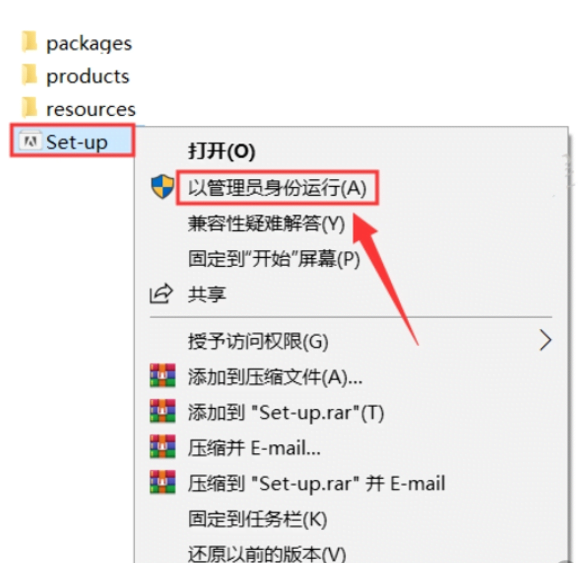 packages
products
resources
Set-up
打开(O)
以管理员身份运行(A)
兼容性疑难解答(Y)
固定到"开始"屏幕(P)
共享
授予访问权限(G)
添加到压缩文件(A)...
添加到 "Set-up.rar"(T)
压缩并 E-mail...
压缩到 "Set-up.rar" 并 E-mail
固定到任务栏(K)
还原以前的版本(V)